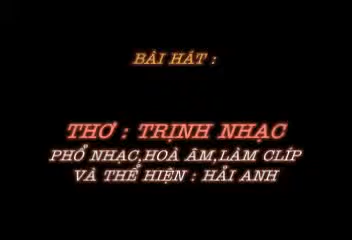 BÀI HÁT :
THƠ : TRỊNH NHẠC
PHỔ NHẠC,HOÀ ÂM,LÀM CLÍP
VÀ THỂ HIỆN : HẢI ANH